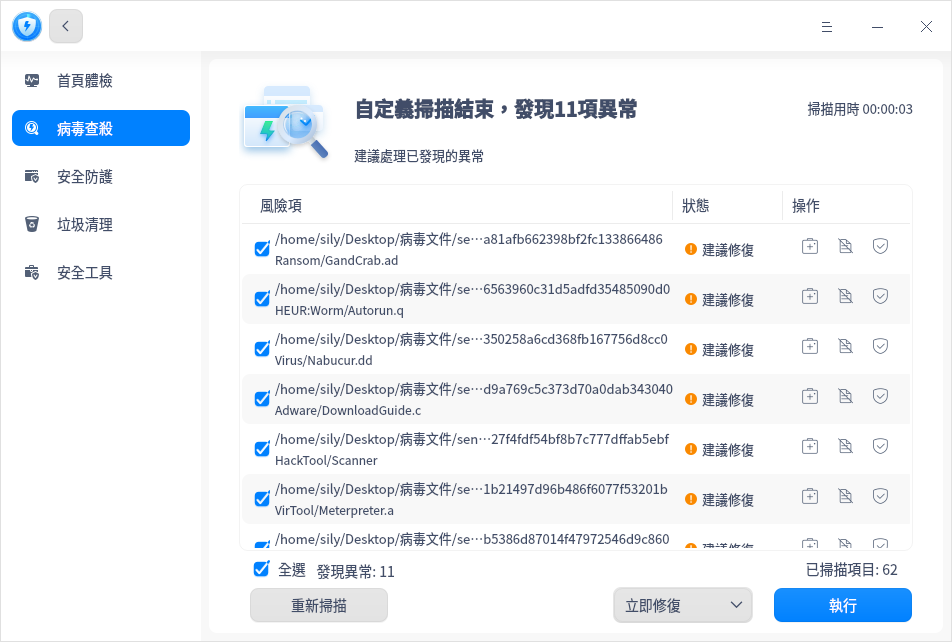 首頁體檢
病毒查殺
安全防護
垃圾清理
安全工具
自定義掃描結束，發現11項異常
掃描用時 00:00:03
建議處理已發現的異常
風險項 狀態 操作
/home/sily/Desktop/病毒文件/se···a81afb662398bf2fc133866486
Ransom/GandCrab.ad
建議修復
/home/sily/Desktop/病毒文件/se···6563960c31d5adfd35485090d0
HEUR:Worm/Autorun.q
建議修復
/home/sily/Desktop/病毒文件/se···350258a6cd368fb167756d8cc0
Virus/Nabucur.dd
建議修復
/home/sily/Desktop/病毒文件/se···d9a769c5c373d70a0dab343040
Adware/DownloadGuide.c
建議修復
/home/sily/Desktop/病毒文件/sen···27f4fdf54bf8b7c777dffab5ebf
HackTool/Scanner
建議修復
/home/sily/Desktop/病毒文件/se···1b21497d96b486f6077f53201b
VirTool/Meterpreter.a
建議修復
/home/sily/Desktop/病毒文件/se···b5386d87014f47972546d9c860
建議修復
全選 發現異常: 11
已掃描項目: 62
重新掃描
立即修復
執行